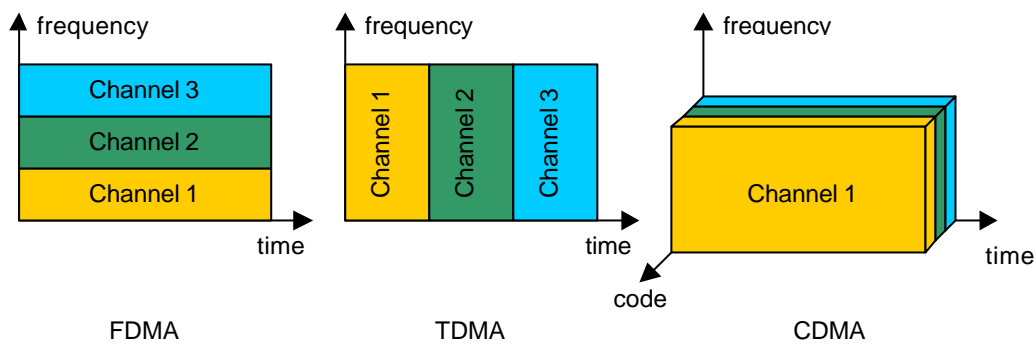 frequency
Channel 3
Channel 2
Channel 1
time
FDMA
frequency
Channel 1
Channel 2
Channel 3
time
TDMA
frequency
Channel 1
time
code
CDMA